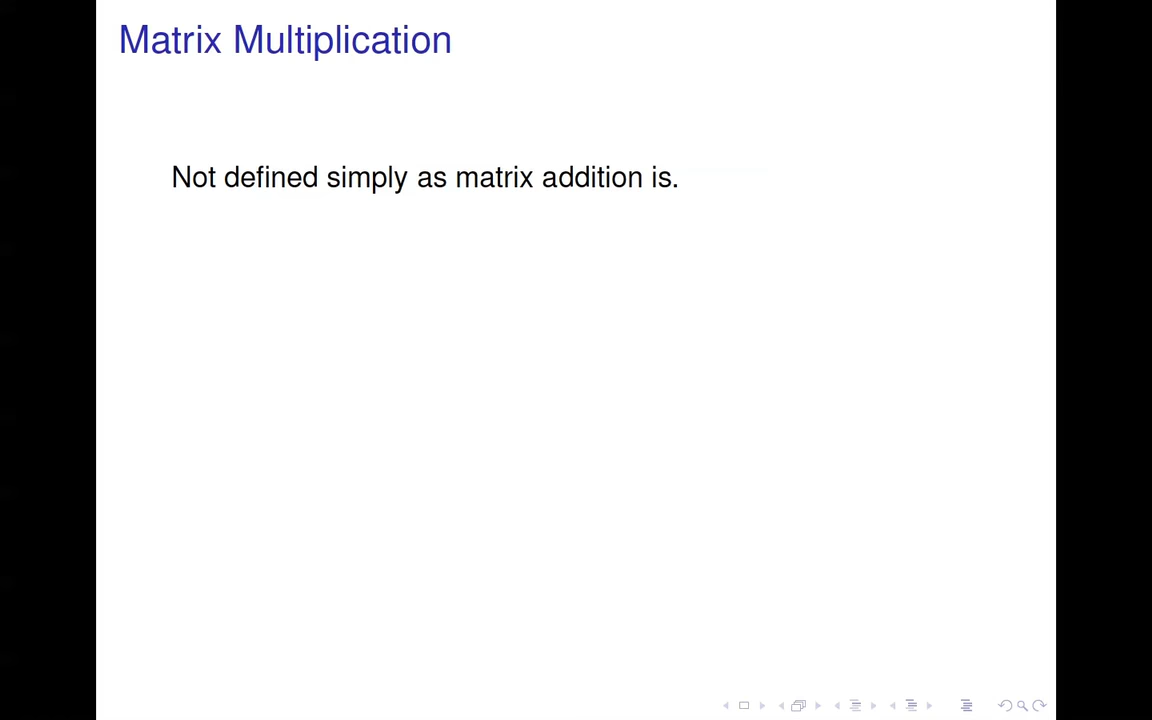 Matrix Multiplication
Not defined simply as matrix addition is.